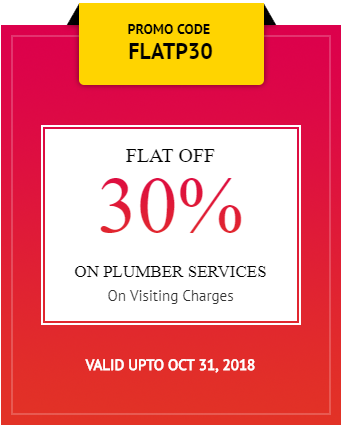 PROMO CODE
FLATP30
FLAT OFF
30%
ON PLUMBER SERVICES
On Visiting Charges
VALID UPTO OCT 31, 2018